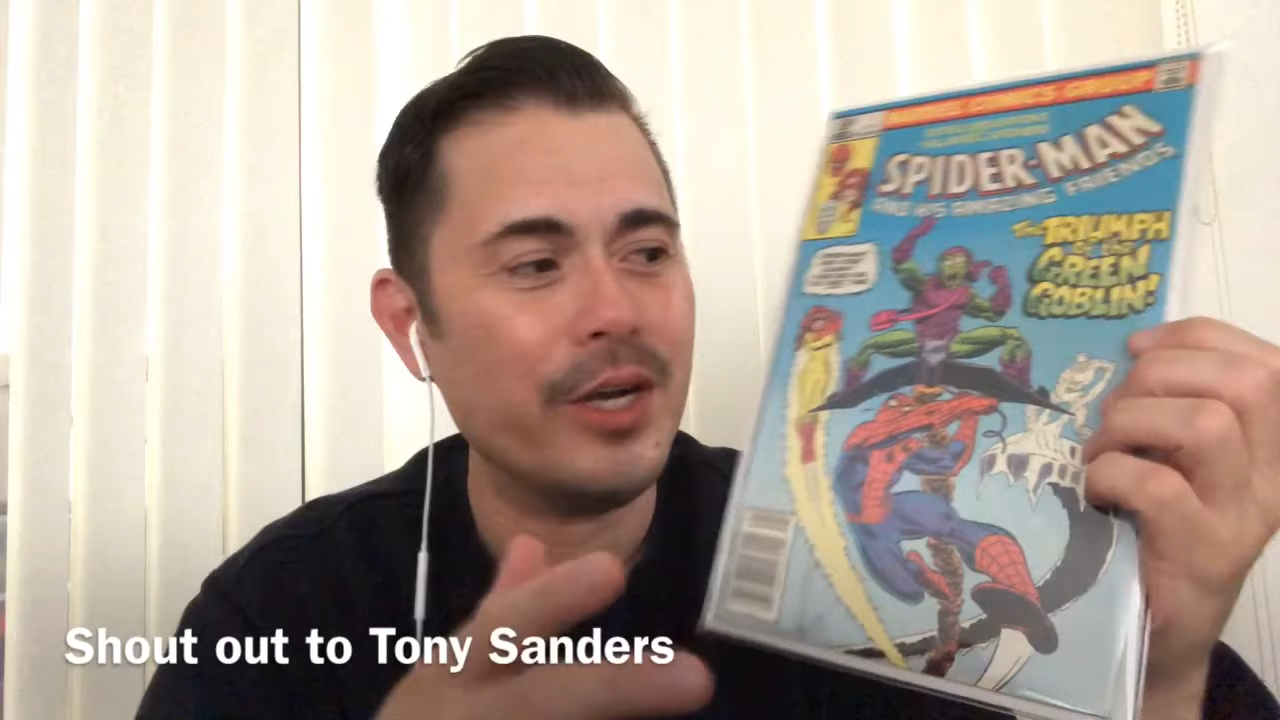 MARVEL COMICS GROUP
SPIDER-MAN
AND HIS AMAZING FRIENDS
The TRIUMPH
OF THE
GREEN
GOBLIN!
Shout out to Tony Sanders